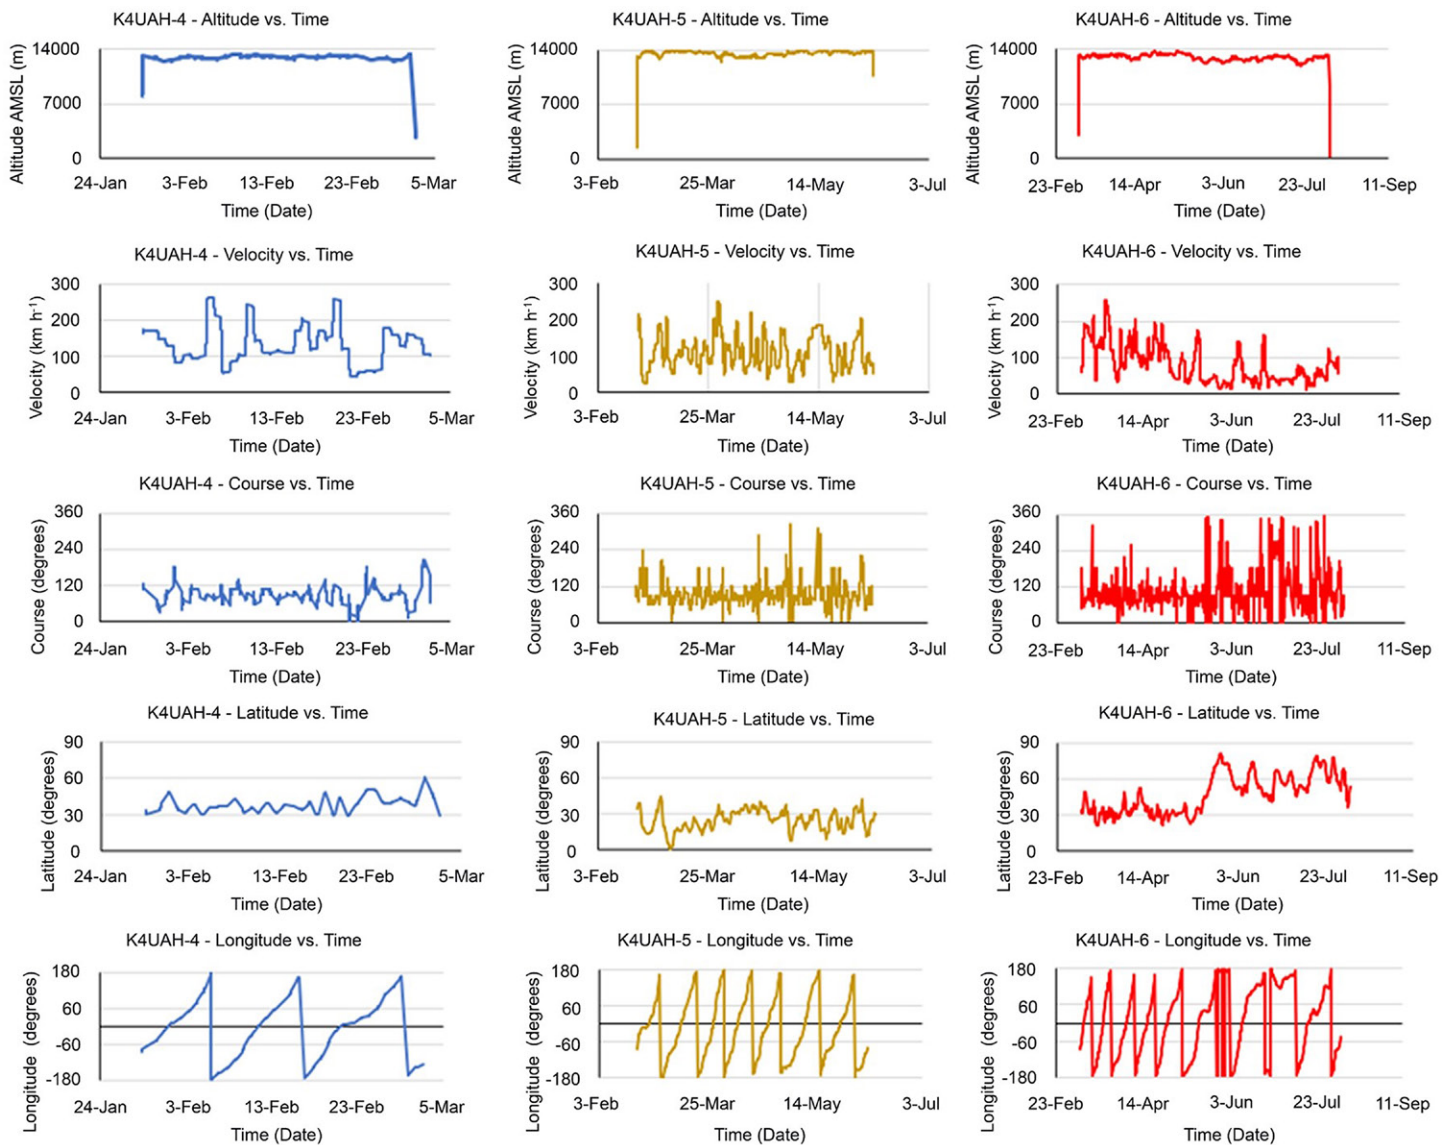 K4UAH-4 - Altitude vs. Time
Altitude AMSL (m)
14000
7000
0
24-Jan 3-Feb 13-Feb 23-Feb 5-Mar
Time (Date)
K4UAH-5 - Altitude vs. Time
Altitude AMSL (m)
14000
7000
0
3-Feb 25-Mar 14-May 3-Jul
Time (Date)
K4UAH-6 - Altitude vs. Time
Altitude AMSL (m)
14000
7000
0
23-Feb 14-Apr 3-Jun 23-Jul 11-Sep
Time (Date)
K4UAH-4 - Velocity vs. Time
Velocity (km h⁻¹)
300
200
100
0
24-Jan 3-Feb 13-Feb 23-Feb 5-Mar
Time (Date)
K4UAH-5 - Velocity vs. Time
Velocity (km h⁻¹)
300
200
100
0
3-Feb 25-Mar 14-May 3-Jul
Time (Date)
K4UAH-6 - Velocity vs. Time
Velocity (km h⁻¹)
300
200
100
0
23-Feb 14-Apr 3-Jun 23-Jul 11-Sep
Time (Date)
K4UAH-4 - Course vs. Time
Course (degrees)
360
240
120
0
24-Jan 3-Feb 13-Feb 23-Feb 5-Mar
Time (Date)
K4UAH-5 - Course vs. Time
Course (degrees)
360
240
120
0
3-Feb 25-Mar 14-May 3-Jul
Time (Date)
K4UAH-6 - Course vs. Time
Course (degrees)
360
240
120
0
23-Feb 14-Apr 3-Jun 23-Jul 11-Sep
Time (Date)
K4UAH-4 - Latitude vs. Time
Latitude (degrees)
90
60
30
0
24-Jan 3-Feb 13-Feb 23-Feb 5-Mar
Time (Date)
K4UAH-5 - Latitude vs. Time
Latitude (degrees)
90
60
30
0
3-Feb 25-Mar 14-May 3-Jul
Time (Date)
K4UAH-6 - Latitude vs. Time
Latitude (degrees)
90
60
30
0
23-Feb 14-Apr 3-Jun 23-Jul 11-Sep
Time (Date)
K4UAH-4 - Longitude vs. Time
Longitude (degrees)
180
60
-60
-180
24-Jan 3-Feb 13-Feb 23-Feb 5-Mar
Time (Date)
K4UAH-5 - Longitude vs. Time
Longitude (degrees)
180
60
-60
-180
3-Feb 25-Mar 14-May 3-Jul
Time (Date)
K4UAH-6 - Longitude vs. Time
Longitude (degrees)
180
60
-60
-180
23-Feb 14-Apr 3-Jun 23-Jul 11-Sep
Time (Date)